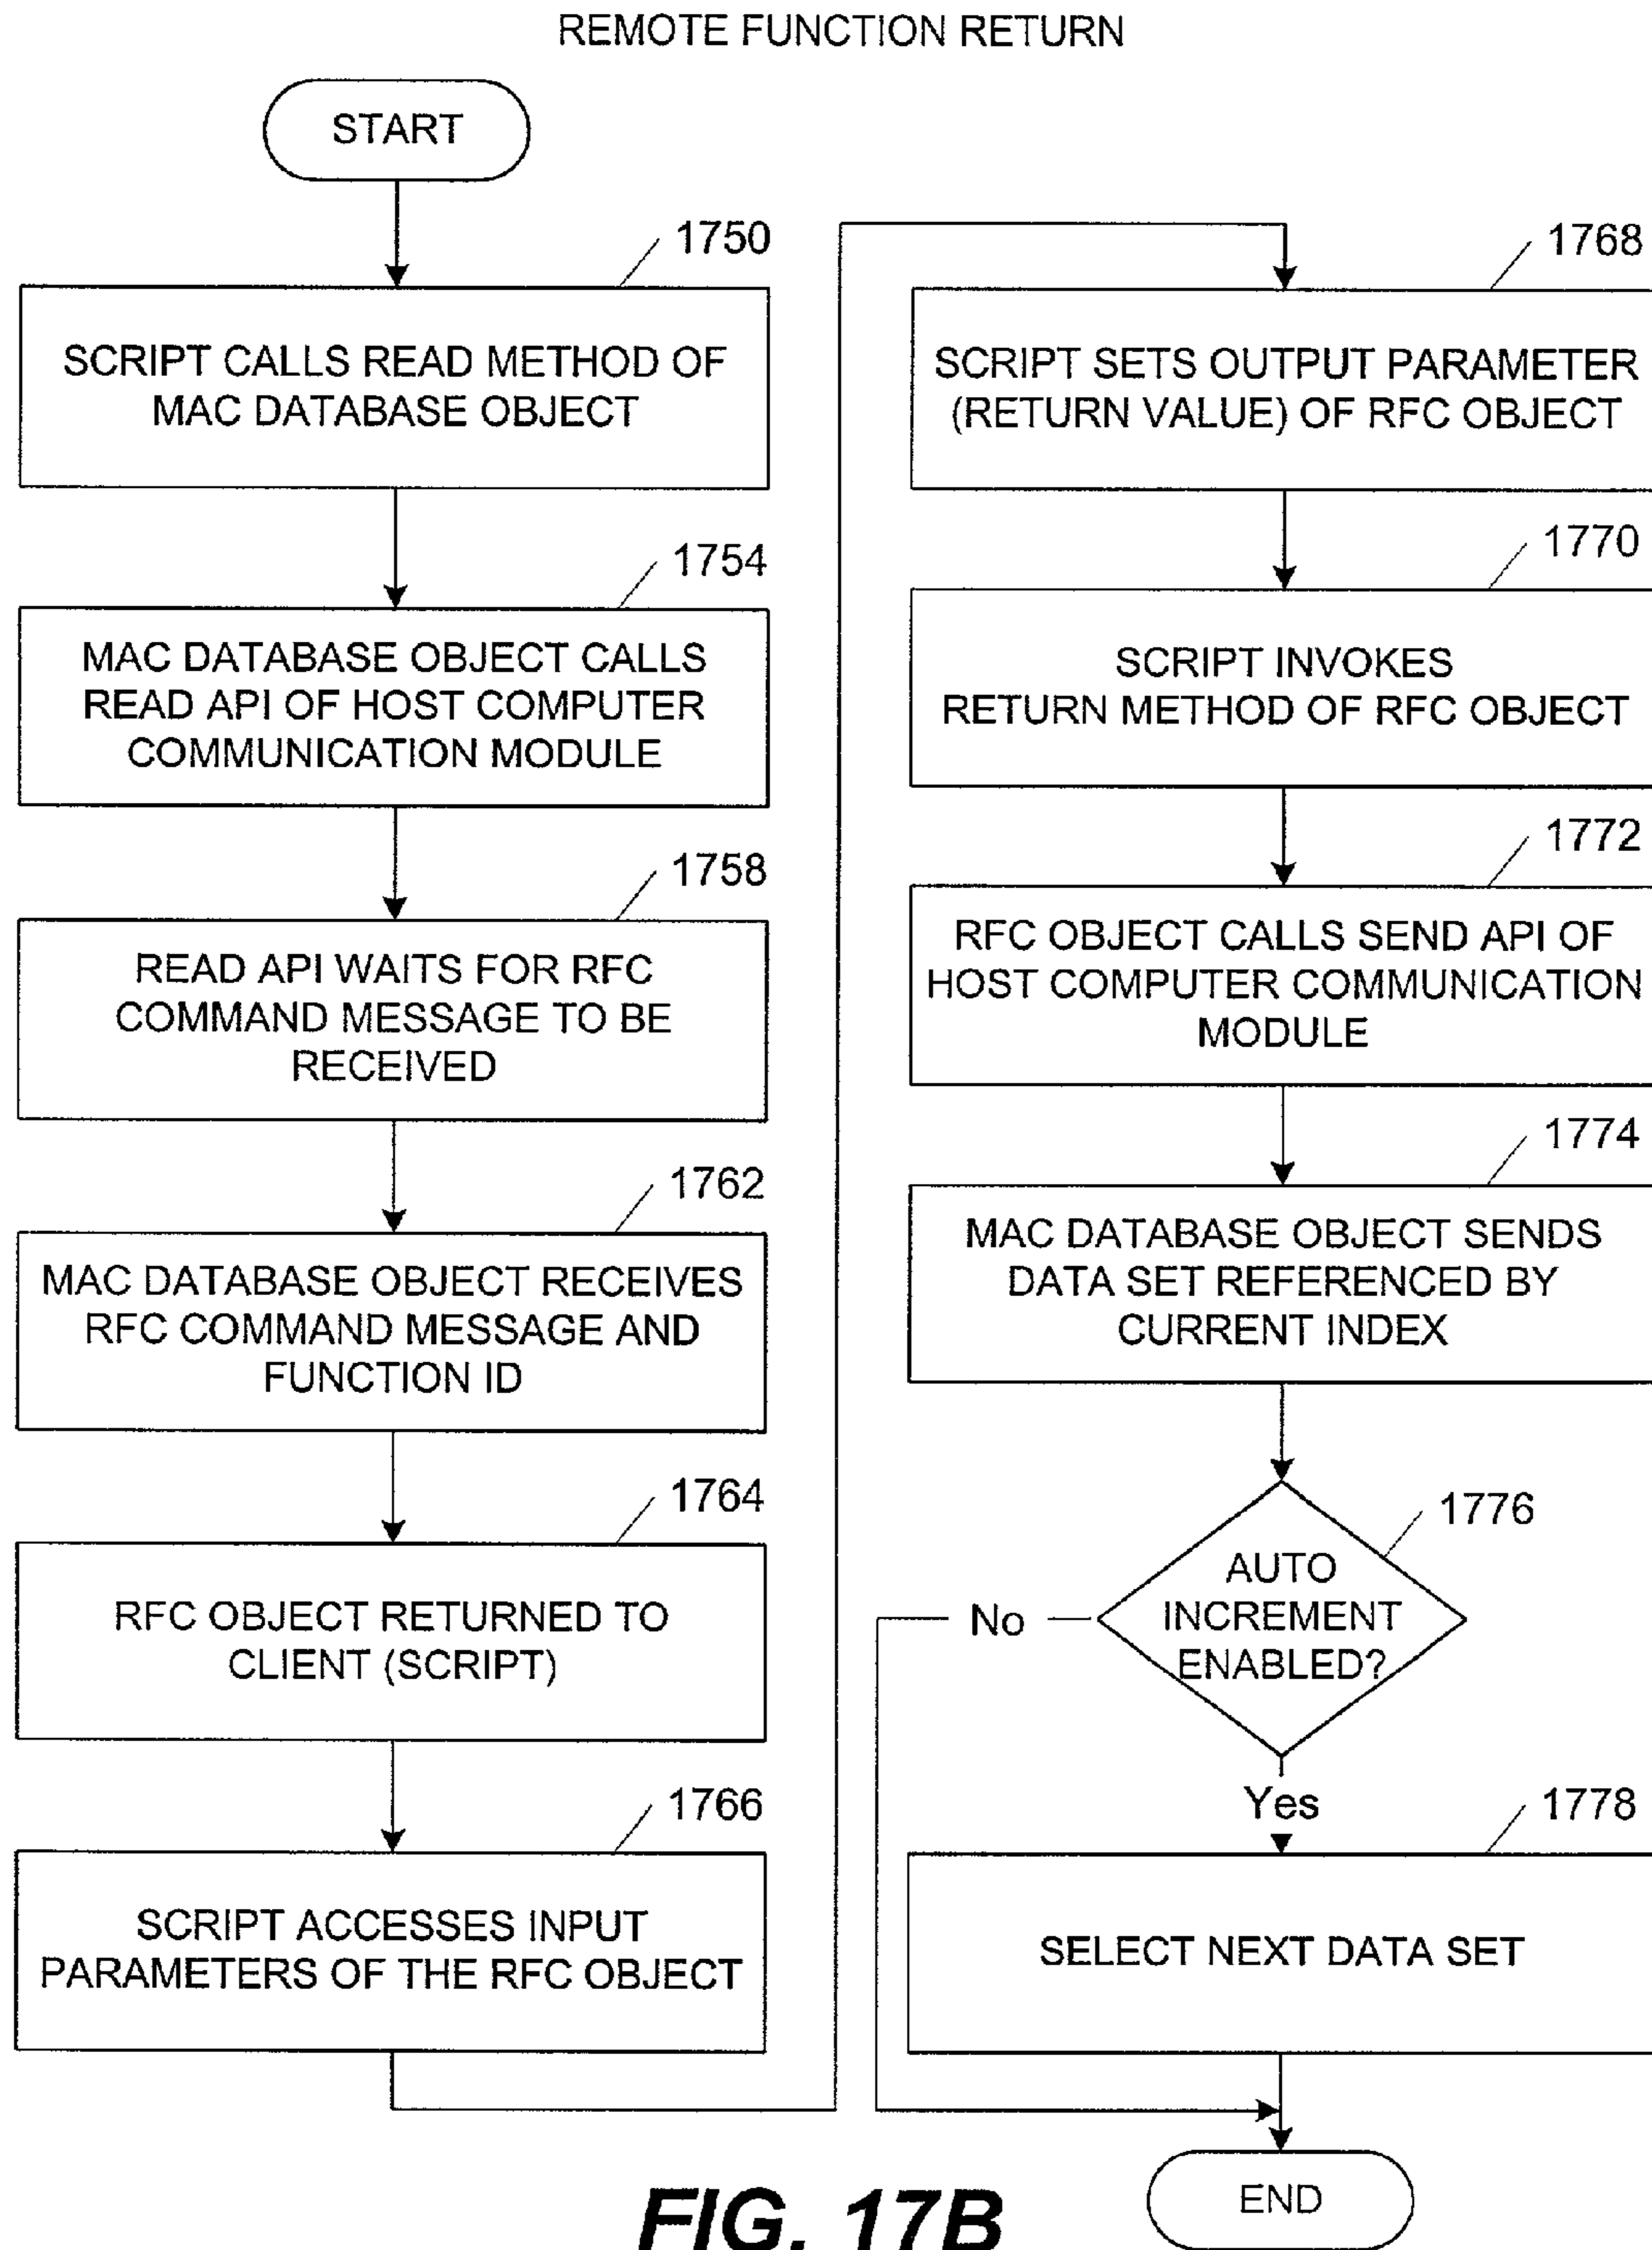 REMOTE FUNCTION RETURN
START
1750
SCRIPT CALLS READ METHOD OF
MAC DATABASE OBJECT
1754
MAC DATABASE OBJECT CALLS
READ API OF HOST COMPUTER
COMMUNICATION MODULE
1758
READ API WAITS FOR RFC
COMMAND MESSAGE TO BE
RECEIVED
1762
MAC DATABASE OBJECT RECEIVES
RFC COMMAND MESSAGE AND
FUNCTION ID
1764
RFC OBJECT RETURNED TO
CLIENT (SCRIPT)
1766
SCRIPT ACCESSES INPUT
PARAMETERS OF THE RFC OBJECT
1768
SCRIPT SETS OUTPUT PARAMETER
(RETURN VALUE) OF RFC OBJECT
1770
SCRIPT INVOKES
RETURN METHOD OF RFC OBJECT
1772
RFC OBJECT CALLS SEND API OF
HOST COMPUTER COMMUNICATION
MODULE
1774
MAC DATABASE OBJECT SENDS
DATA SET REFERENCED BY
CURRENT INDEX
1776
AUTO
INCREMENT
ENABLED?
No
Yes
1778
SELECT NEXT DATA SET
END
FIG. 17B